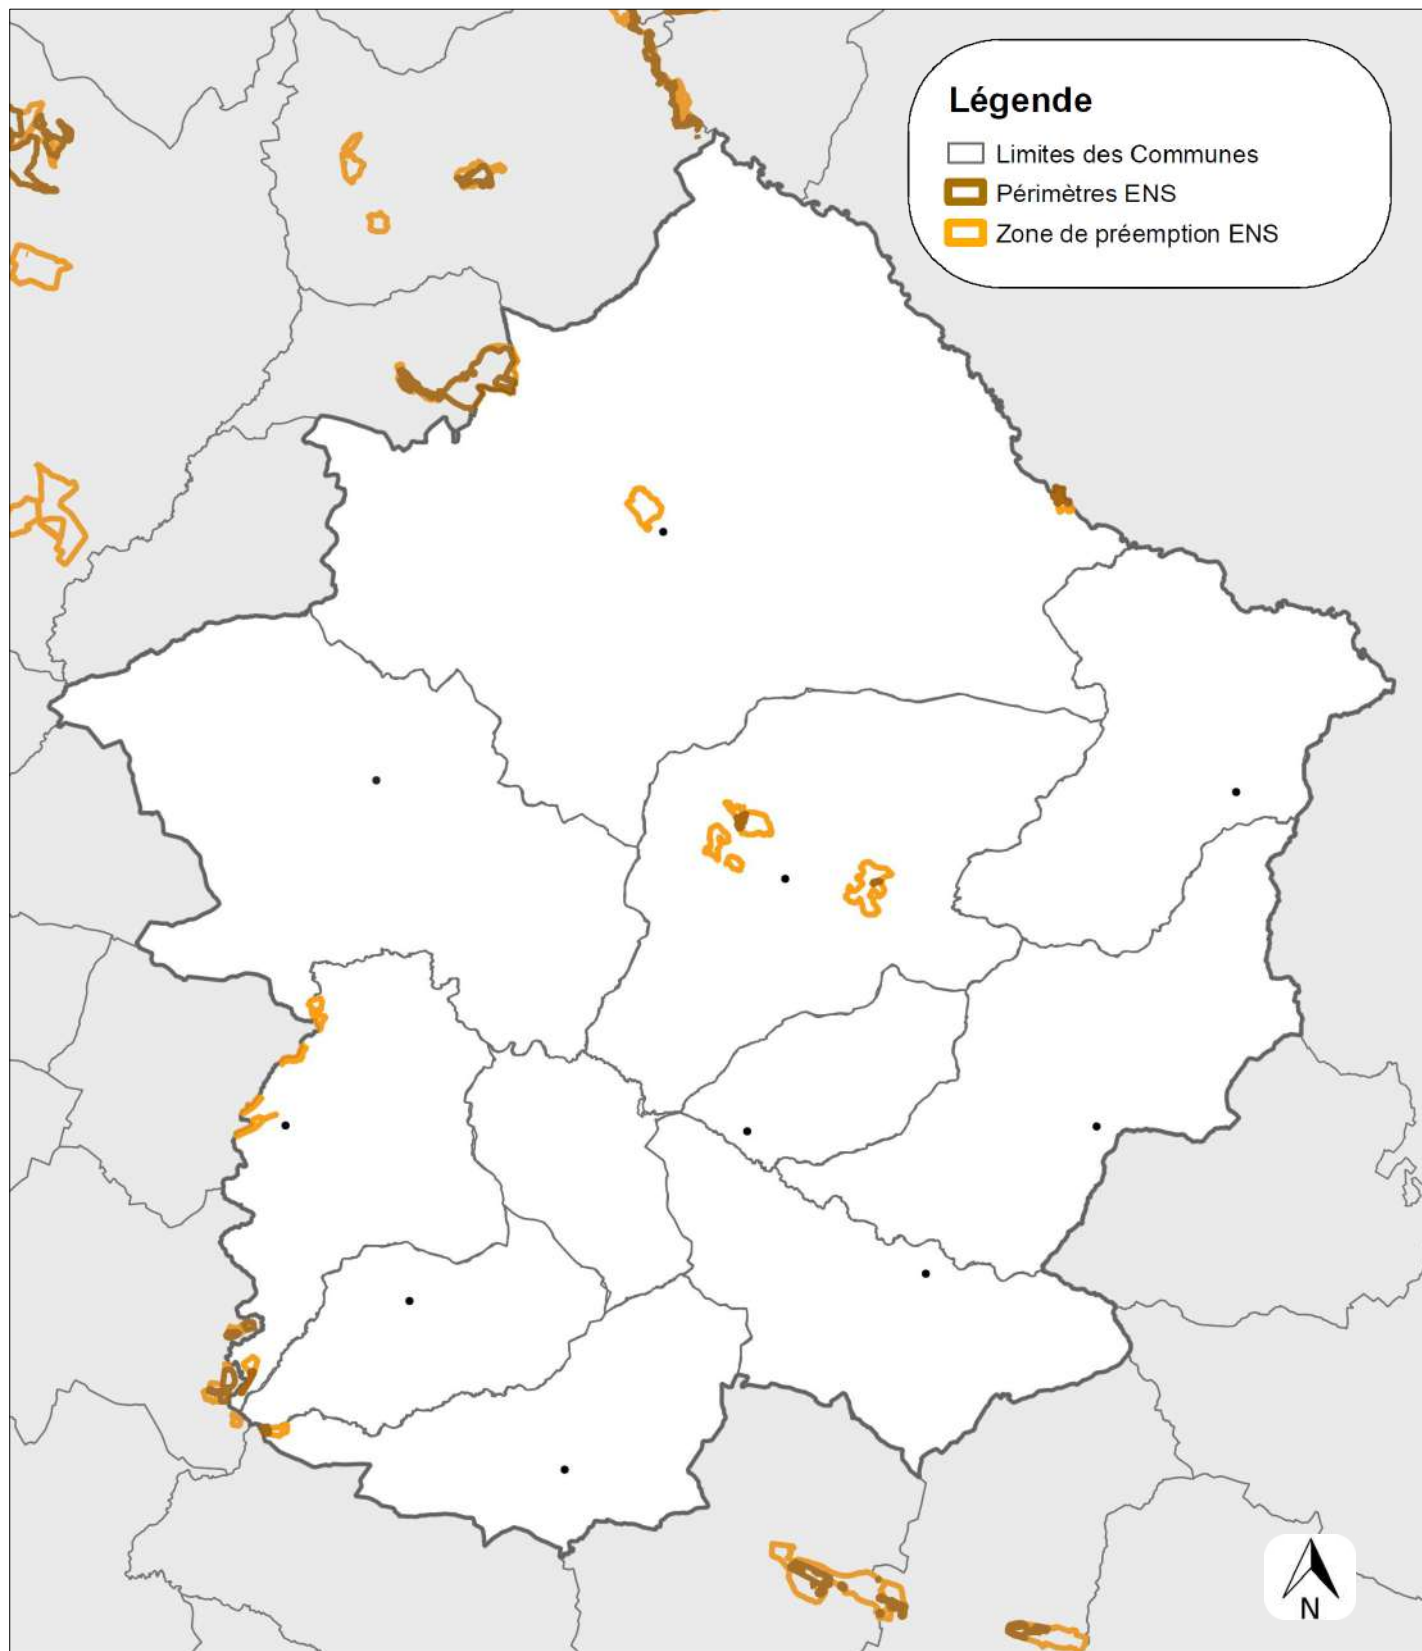 Légende
Limites des Communes
Périmètres ENS
Zone de préemption ENS
N